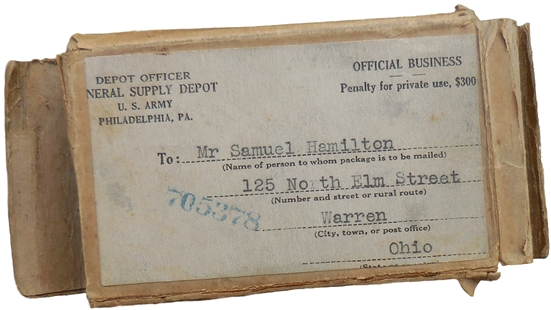 DEPOT OFFICER
NERAL SUPPLY DEPOT
U. S. ARMY
PHILADELPHIA, PA.
OFFICIAL BUSINESS
Penalty for private use, $300
To: Mr Samuel Hamilton
(Name of person to whom package is to be mailed)
125 North Elm Street
(Number and street or rural route)
705378
Warren
(City, town, or post office)
Ohio